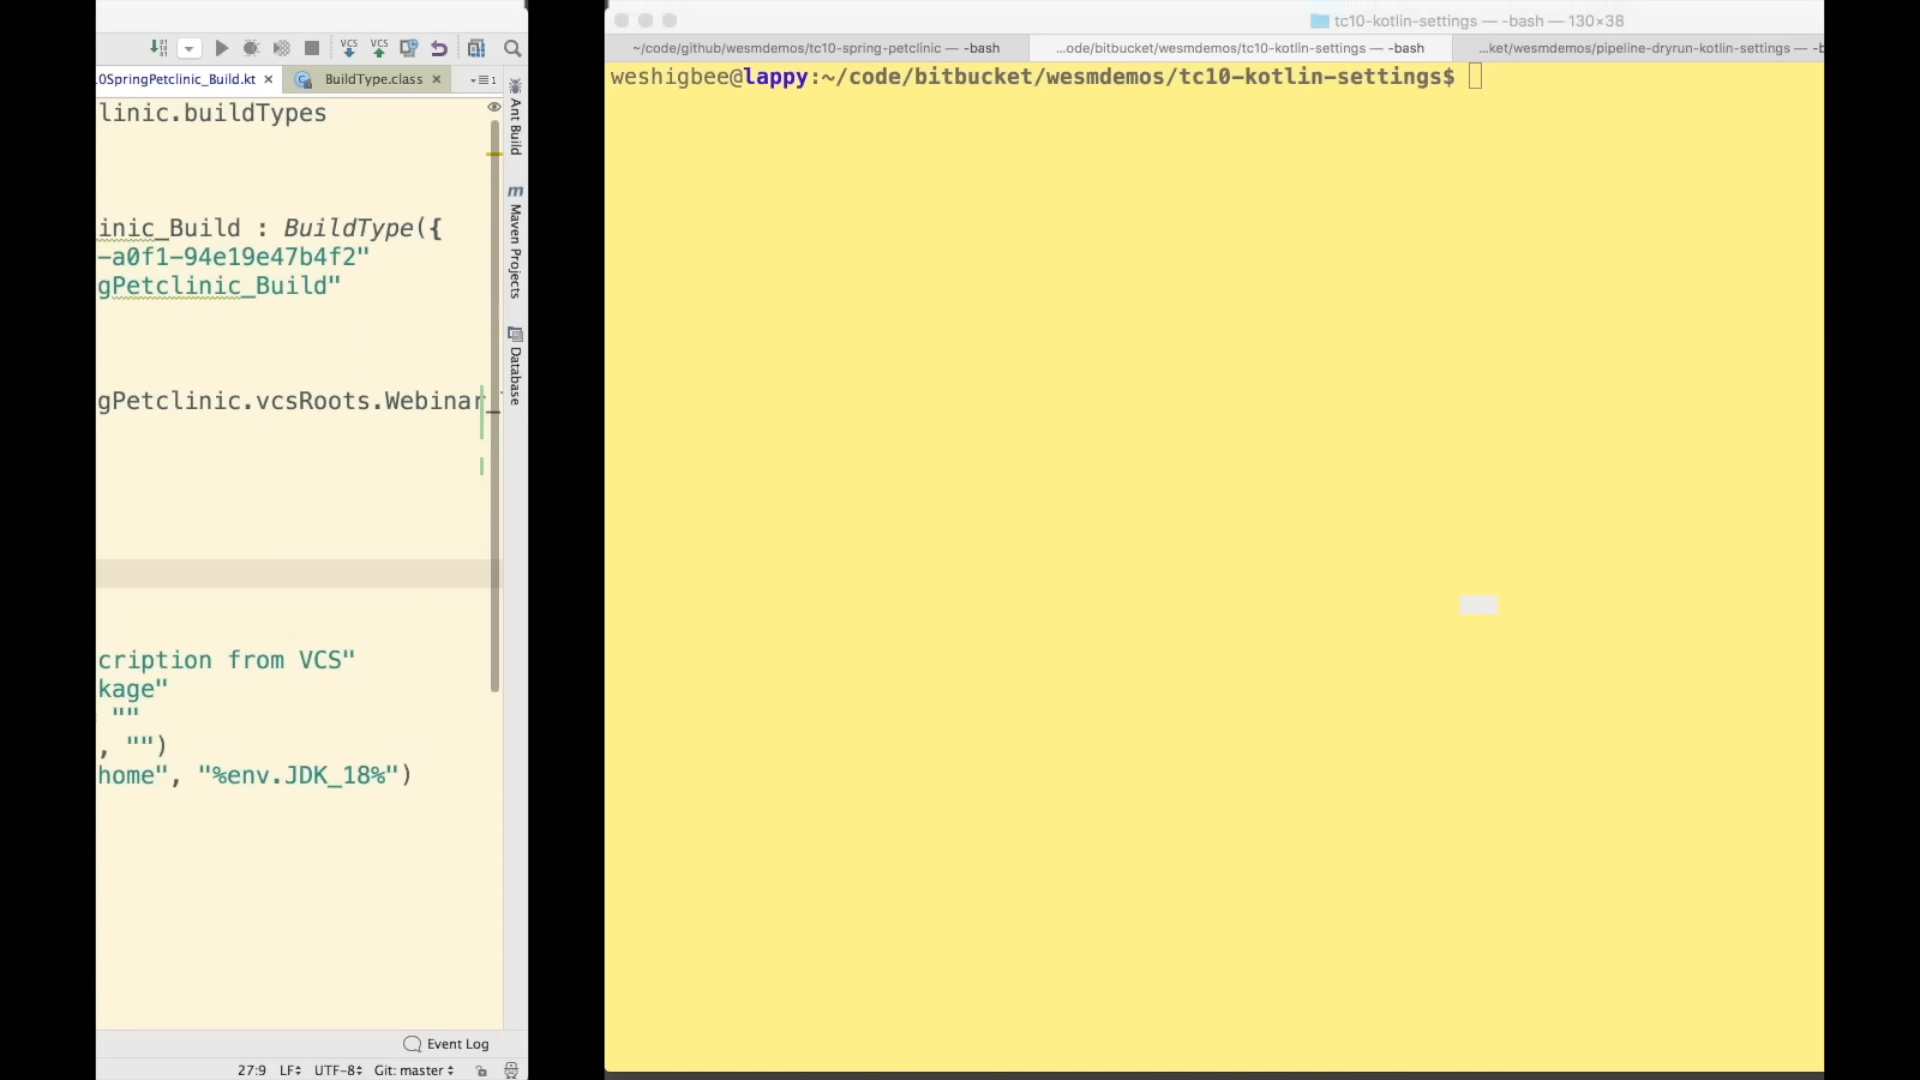 VCS VCS
0SpringPetclinic_Build.kt × BuildType.class × 1
linic.buildTypes
inic_Build : BuildType({
-a0f1-94e19e47b4f2"
gPetclinic_Build"
gPetclinic.vcsRoots.Webinar_
cription from VCS"
kage"
""
, "")
home", "%env.JDK_18%")
Ant Build
m Maven Projects
Database
Event Log
27:9 LF UTF-8 Git: master
tc10-kotlin-settings — -bash — 130×38
~/code/github/wesmdemos/tc10-spring-petclinic — -bash
...ode/bitbucket/wesmdemos/tc10-kotlin-settings — -bash
...ket/wesmdemos/pipeline-dryrun-kotlin-settings — -b
weshigbee@lappy:~/code/bitbucket/wesmdemos/tc10-kotlin-settings$